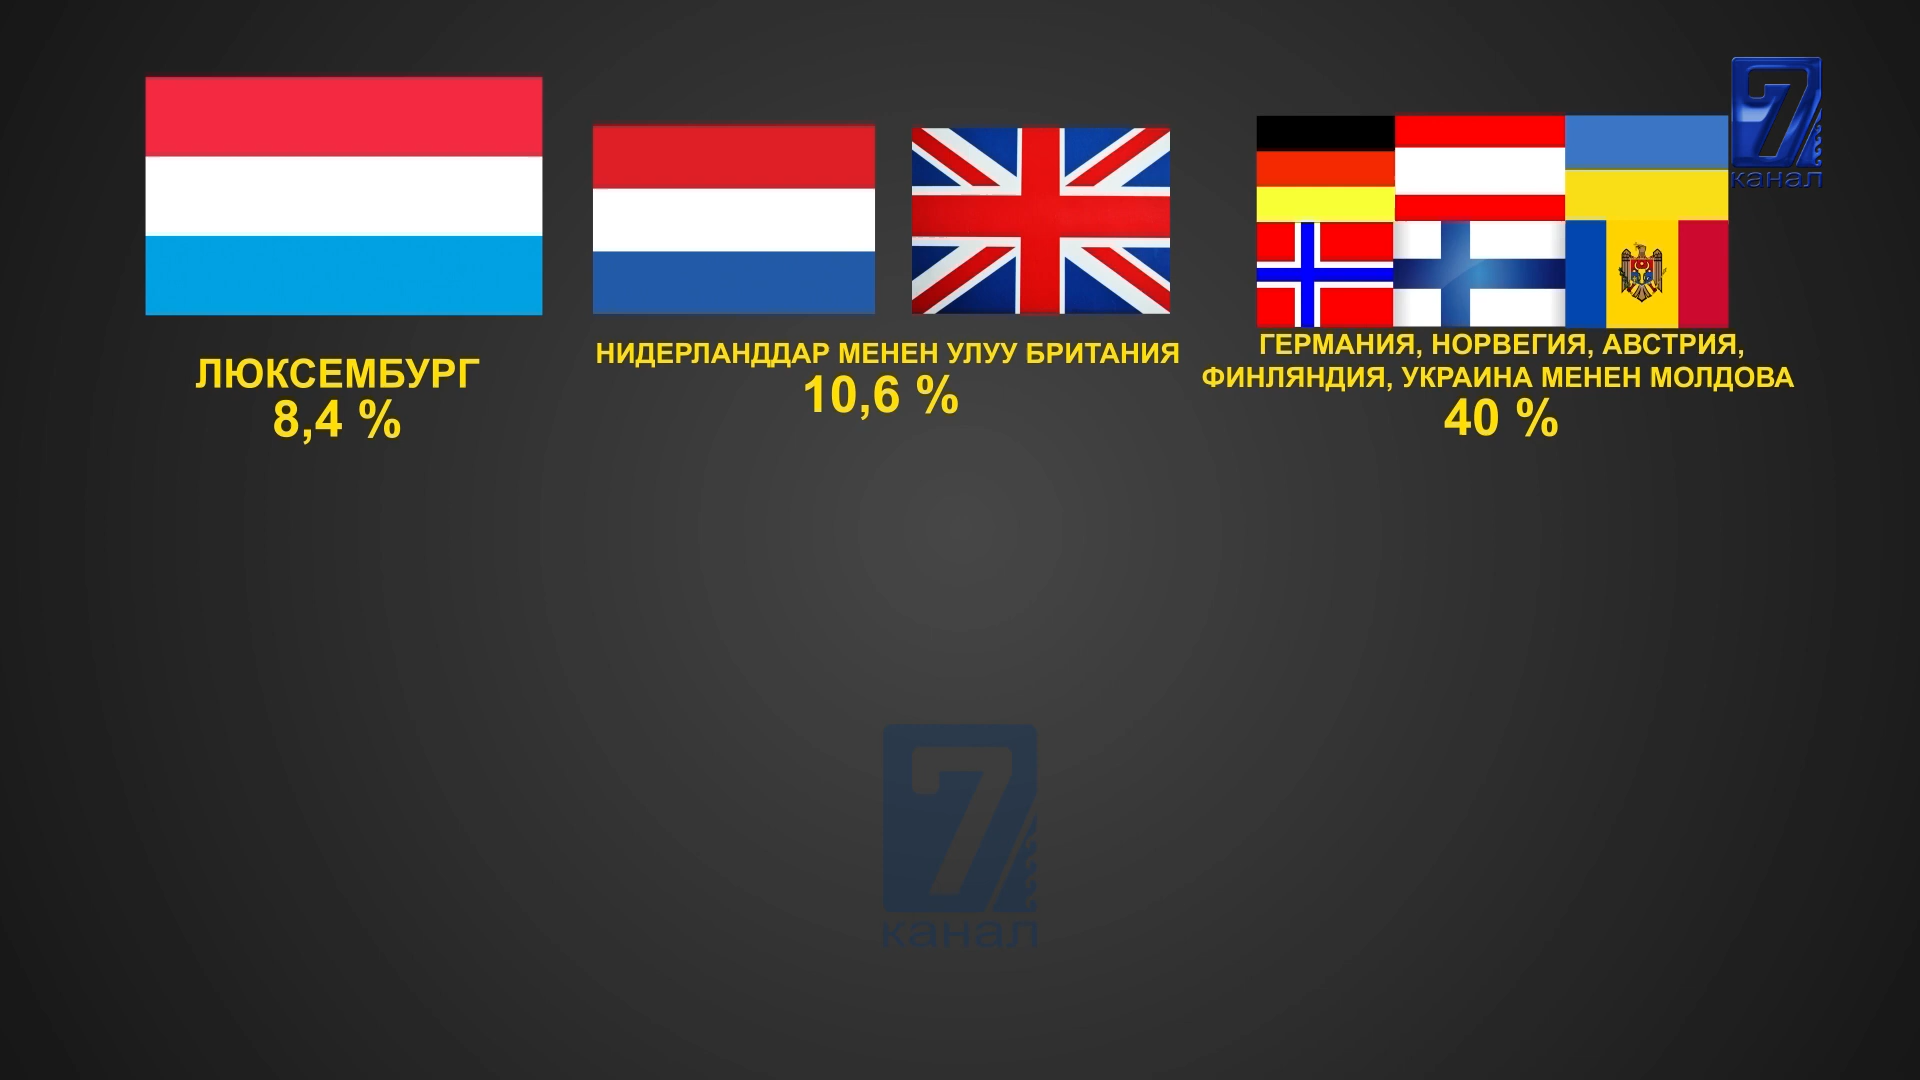 7
канал
ЛЮКСЕМБУРГ
8,4 %
НИДЕРЛАНДДАР МЕНЕН УЛУУ БРИТАНИЯ
10,6 %
ГЕРМАНИЯ, НОРВЕГИЯ, АВСТРИЯ,
ФИНЛЯНДИЯ, УКРАИНА МЕНЕН МОЛДОВА
40 %
7
канал